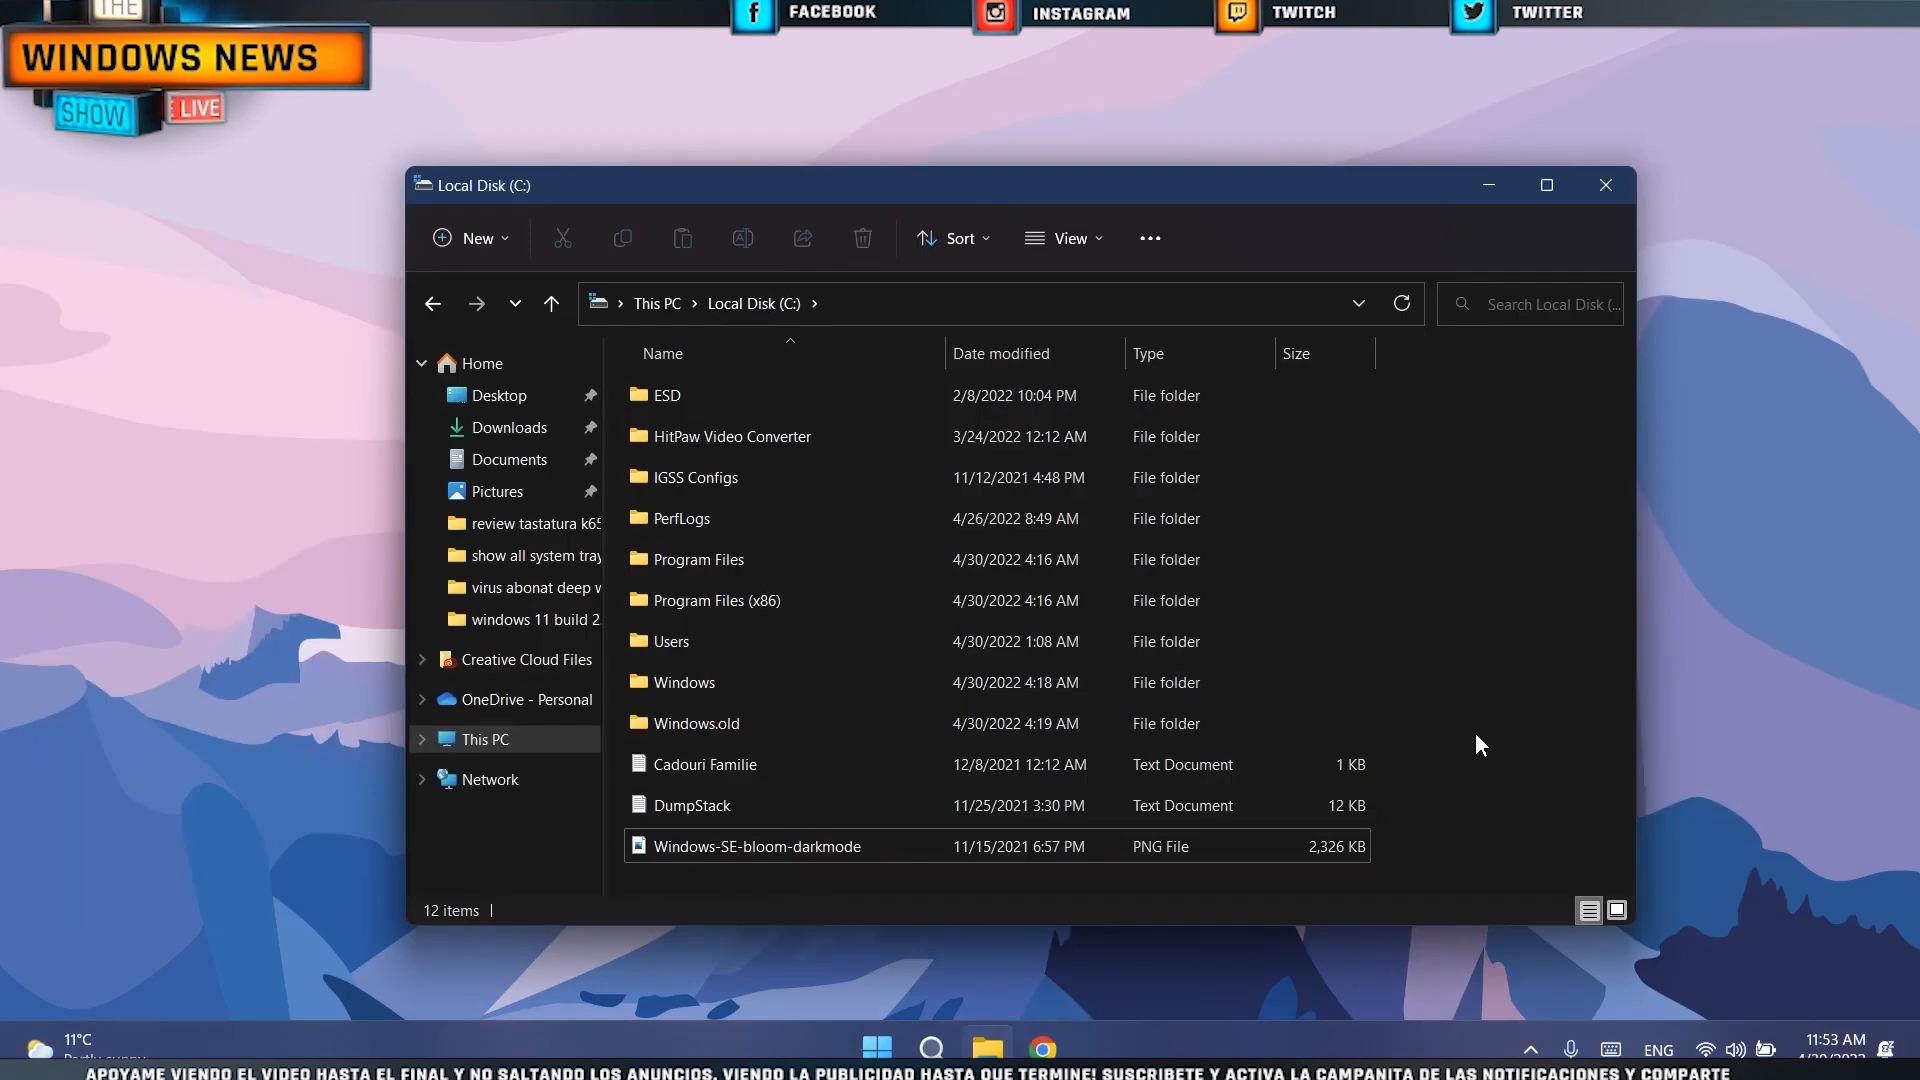 THE
WINDOWS NEWS
SHOW
LIVE
FACEBOOK
INSTAGRAM
TWITCH
TWITTER
Local Disk (C:)
New
Sort
View
This PC
Local Disk (C:)
Search Local Disk (...
Name
Date modified
Type
Size
Home
Desktop
Downloads
Documents
Pictures
review tastatura k65
show all system tray
virus abonat deep w
windows 11 build 2
Creative Cloud Files
OneDrive - Personal
This PC
Network
ESD 2/8/2022 10:04 PM File folder
HitPaw Video Converter 3/24/2022 12:12 AM File folder
IGSS Configs 11/12/2021 4:48 PM File folder
PerfLogs 4/26/2022 8:49 AM File folder
Program Files 4/30/2022 4:16 AM File folder
Program Files (x86) 4/30/2022 4:16 AM File folder
Users 4/30/2022 1:08 AM File folder
Windows 4/30/2022 4:18 AM File folder
Windows.old 4/30/2022 4:19 AM File folder
Cadouri Familie 12/8/2021 12:12 AM Text Document 1 KB
DumpStack 11/25/2021 3:30 PM Text Document 12 KB
Windows-SE-bloom-darkmode 11/15/2021 6:57 PM PNG File 2,326 KB
12 items
11°C
Partly sunny
ENG
11:53 AM
4/30/2022
APOYAME VIENDO EL VIDEO HASTA EL FINAL Y NO SALTANDO LOS ANUNCIOS, VIENDO LA PUBLICIDAD HASTA QUE TERMINE! SUSCRIBETE Y ACTIVA LA CAMPANITA DE LAS NOTIFICACIONES Y COMPARTE